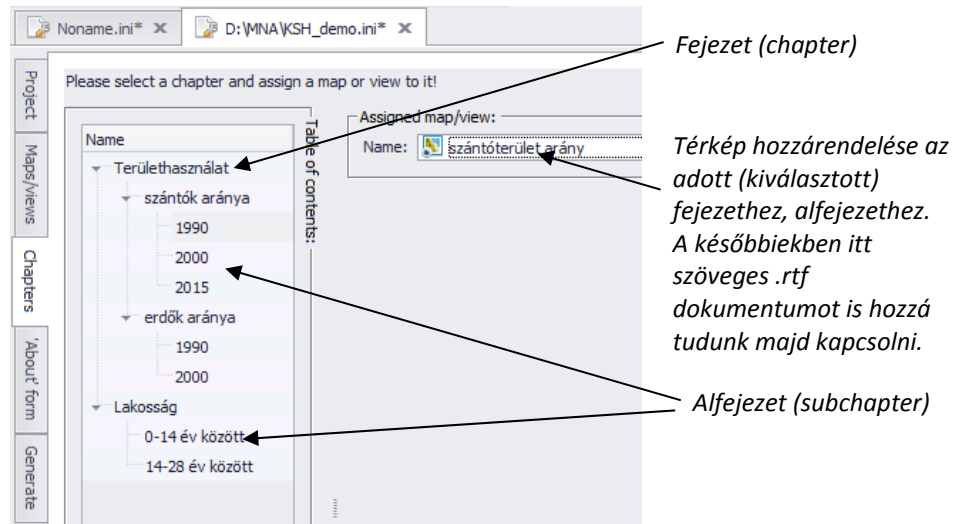 Noname.ini*
D:\MNA\KSH_demo.ini*
Project
Maps/views
Chapters
'About' form
Generate
Please select a chapter and assign a map or view to it!
Name
Területhasználat
szántók aránya
1990
2000
2015
erdők aránya
1990
2000
Lakosság
0-14 év között
14-28 év között
Table of contents:
Assigned map/view:
Name: szántóterület arány
Fejezet (chapter)
Térkép hozzárendelése az
adott (kiválasztott)
fejezethez, alfejezethez.
A későbbiekben itt
szöveges .rtf
dokumentumot is hozzá
tudunk majd kapcsolni.
Alfejezet (subchapter)